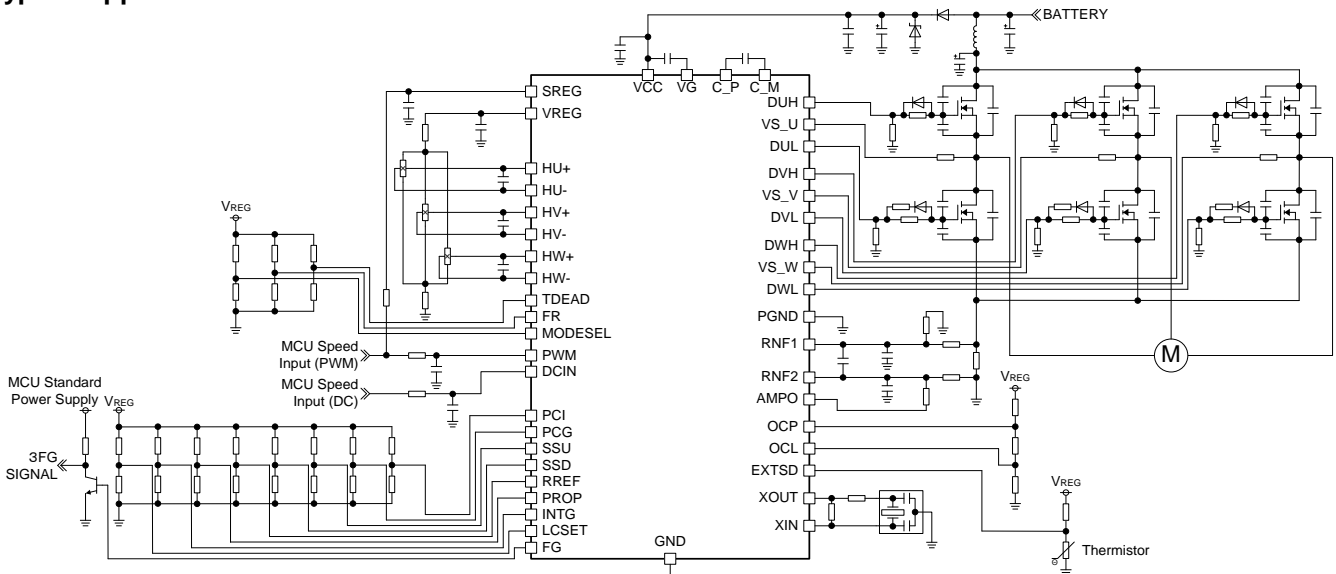 BATTERY
VCC
VG
C_P
C_M
SREG
VREG
HU+
HU-
HV+
HV-
HW+
HW-
TDEAD
FR
MODESEL
PWM
DCIN
PCI
PCG
SSU
SSD
RREF
PROP
INTG
LCSET
FG
GND
DUH
VS_U
DUL
DVH
VS_V
DVL
DWH
VS_W
DWL
PGND
RNF1
RNF2
AMPO
OCP
OCL
EXTSD
XOUT
XIN
VREG
MCU Speed
Input (PWM)
MCU Speed
Input (DC)
MCU Standard
Power Supply
VREG
3FG
SIGNAL
M
VREG
VREG
Thermistor